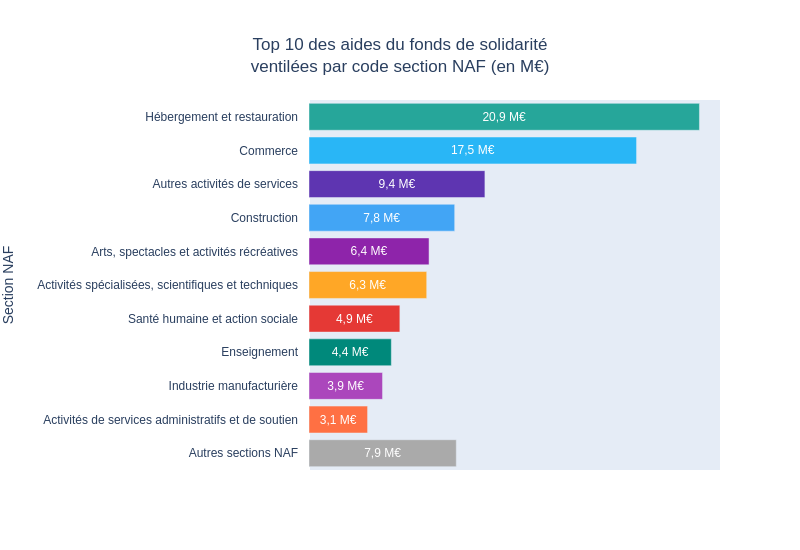 Top 10 des aides du fonds de solidarité
ventilées par code section NAF (en M€)
Section NAF
Hébergement et restauration 20,9 M€
Commerce 17,5 M€
Autres activités de services 9,4 M€
Construction 7,8 M€
Arts, spectacles et activités récréatives 6,4 M€
Activités spécialisées, scientifiques et techniques 6,3 M€
Santé humaine et action sociale 4,9 M€
Enseignement 4,4 M€
Industrie manufacturière 3,9 M€
Activités de services administratifs et de soutien 3,1 M€
Autres sections NAF 7,9 M€